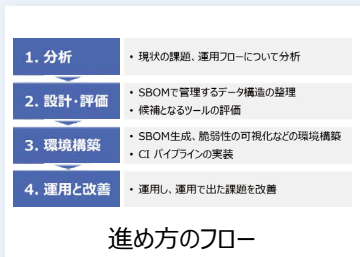 1. 分析
・現状の課題、運用フローについて分析
2. 設計・評価
・SBOMで管理するデータ構造の整理
・候補となるツールの評価
3. 環境構築
・SBOM生成、脆弱性の可視化などの環境構築
・CI パイプラインの実装
4. 運用と改善
・運用し、運用で出た課題を改善
進め方のフロー